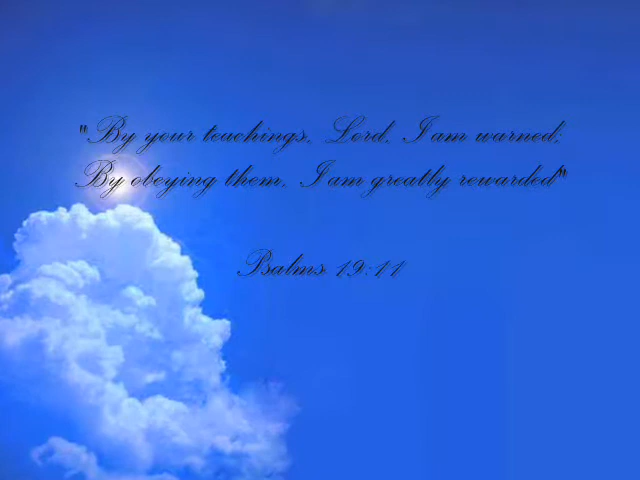 "By your teachings, Lord, I am warned;
By obeying them, I am greatly rewarded"
Psalms 19:11